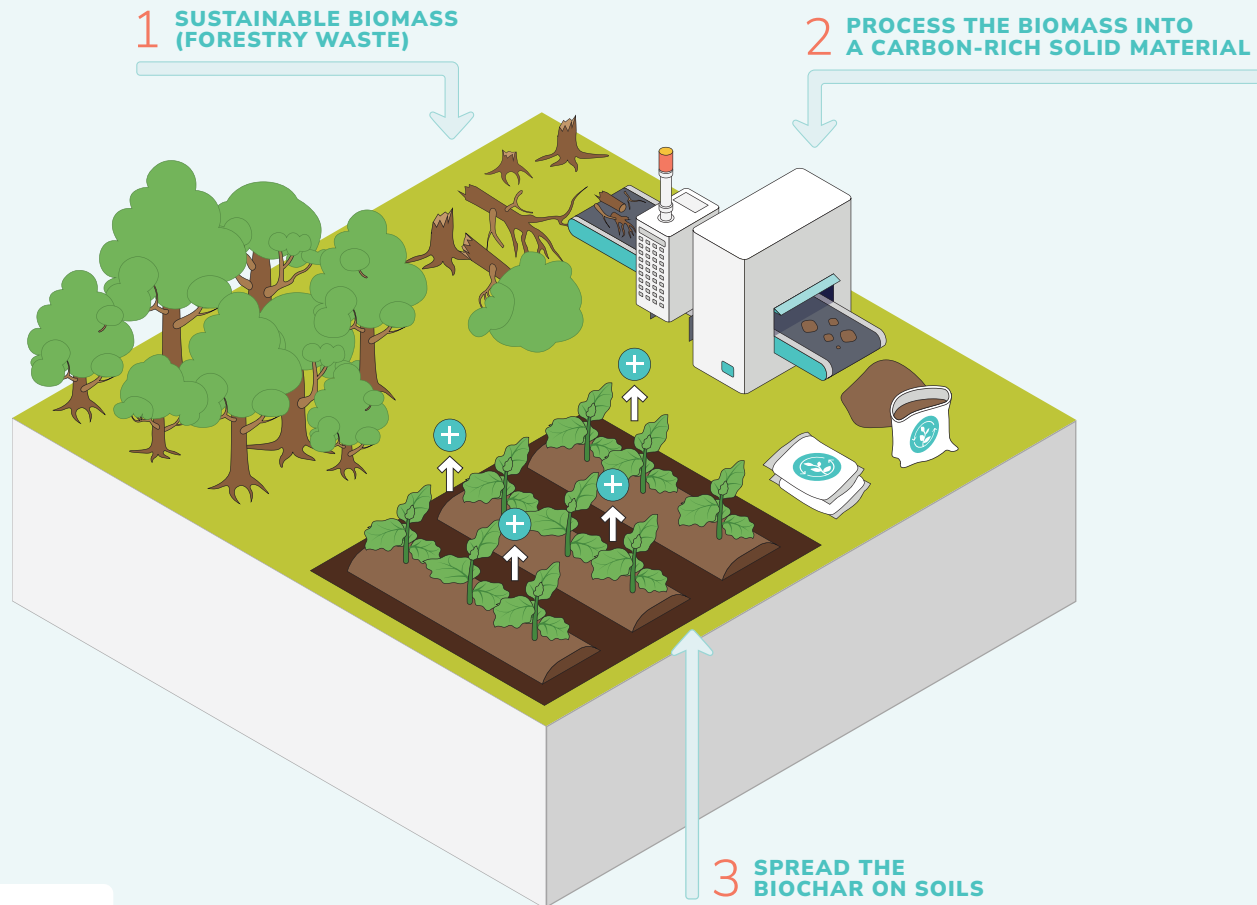 1 SUSTAINABLE BIOMASS
(FORESTRY WASTE)
2 PROCESS THE BIOMASS INTO
A CARBON-RICH SOLID MATERIAL
3 SPREAD THE
BIOCHAR ON SOILS